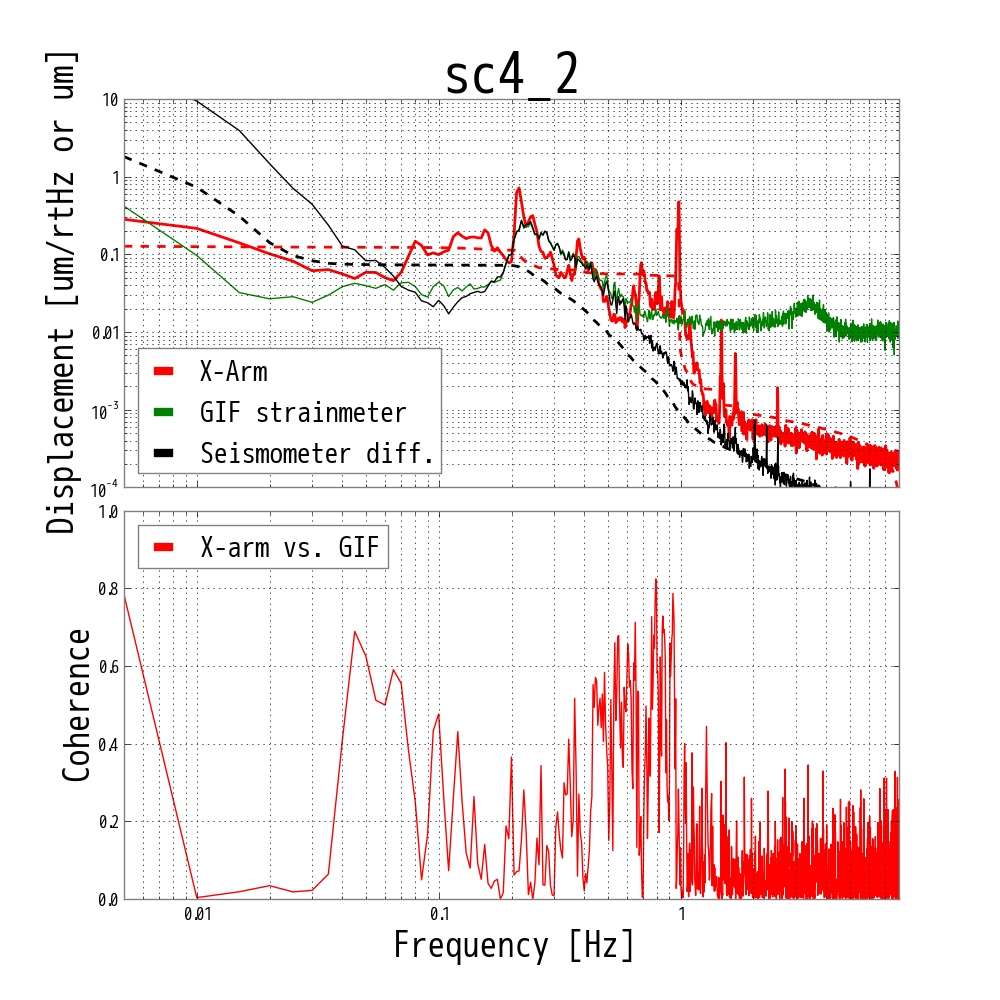 sc4_2
Displacement [um/rtHz or um]
10
1
0.1
0.01
10^-3
10^-4
X-Arm
GIF strainmeter
Seismometer diff.
Coherence
1.0
0.8
0.6
0.4
0.2
0.0
X-arm vs. GIF
0.01
0.1
1
Frequency [Hz]